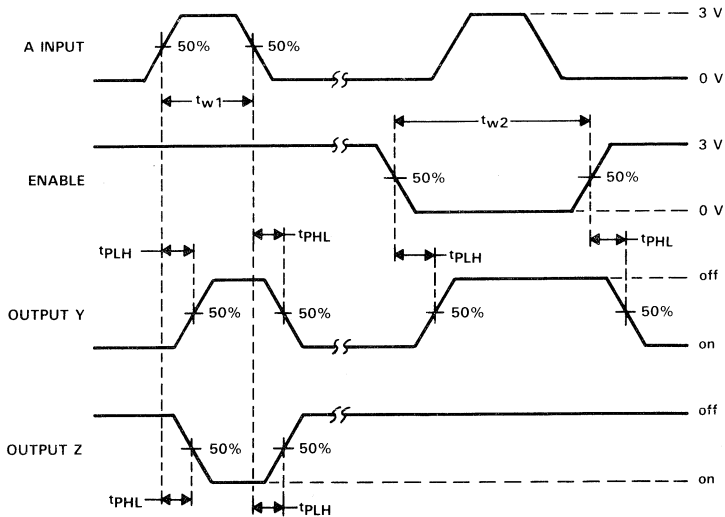 3 V
A INPUT
50%
50%
0 V
tw1
tw2
3 V
ENABLE
50%
50%
0 V
tPHL
tPLH
tPLH
tPHL
off
OUTPUT Y
50%
50%
50%
50%
on
off
OUTPUT Z
50%
50%
on
tPHL
tPLH